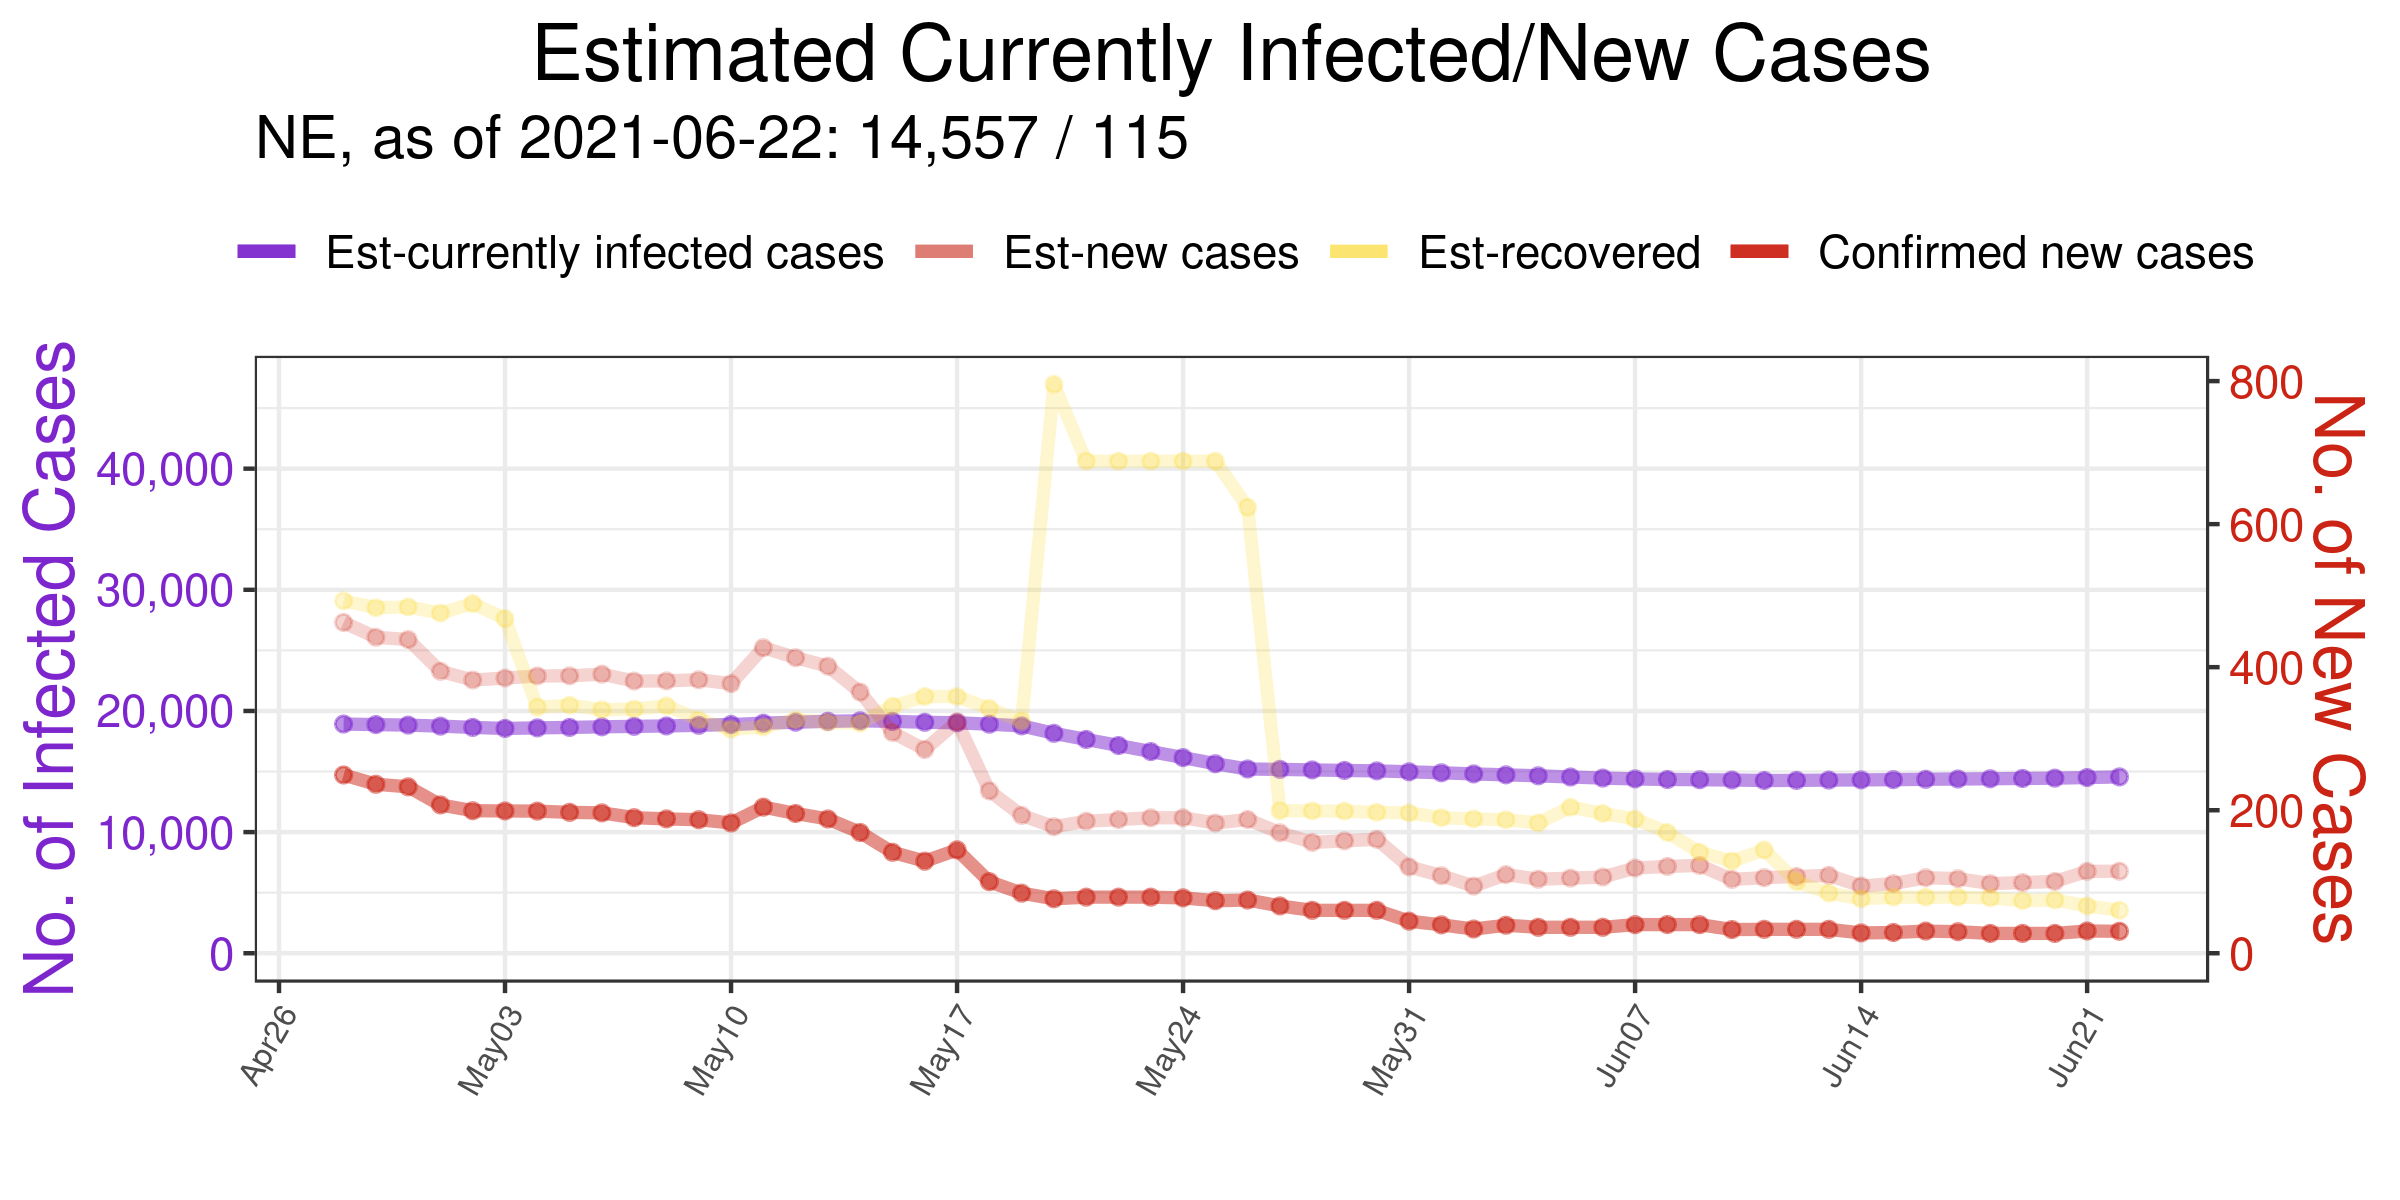 Estimated Currently Infected/New Cases
NE, as of 2021-06-22: 14,557 / 115
Est-currently infected cases Est-new cases Est-recovered Confirmed new cases
No. of Infected Cases
40,000
30,000
20,000
10,000
0
800
600
400
200
0
No. of New Cases
Apr26 May03 May10 May17 May24 May31 Jun07 Jun14 Jun21